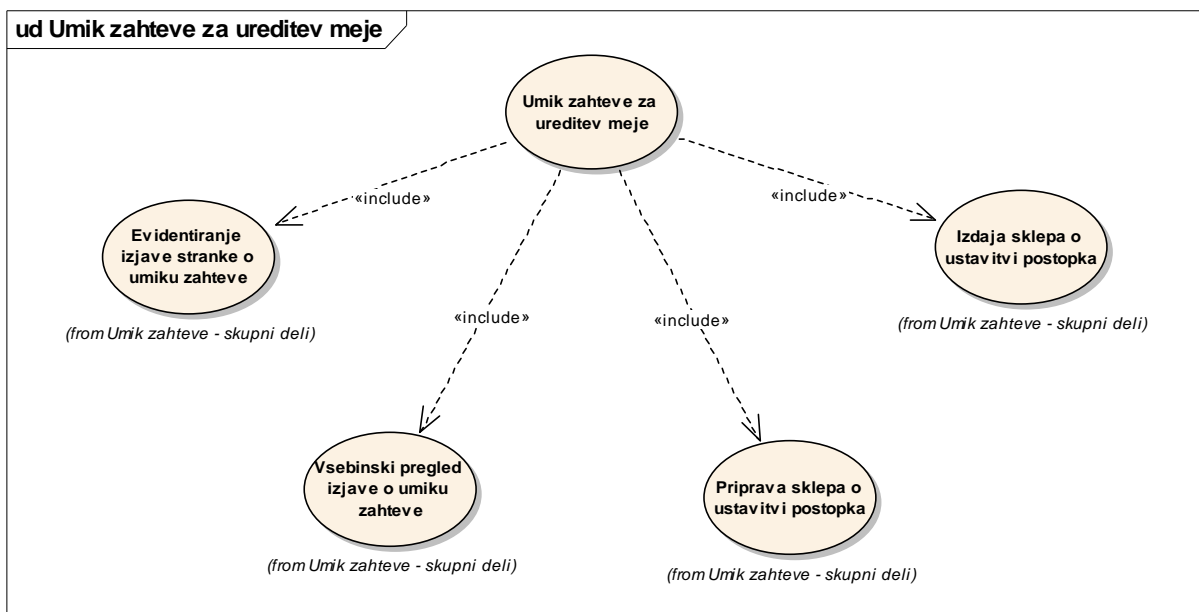 ud Umik zahteve za ureditev meje
Umik zahteve za
ureditev meje
«include»
«include»
«include»
«include»
Evidentiranje
izjave stranke o
umiku zahteve
(from Umik zahteve - skupni deli)
Izdaja sklepa o
ustavitvi postopka
(from Umik zahteve - skupni deli)
Vsebinski pregled
izjave o umiku
zahteve
(from Umik zahteve - skupni deli)
Priprava sklepa o
ustavitvi postopka
(from Umik zahteve - skupni deli)